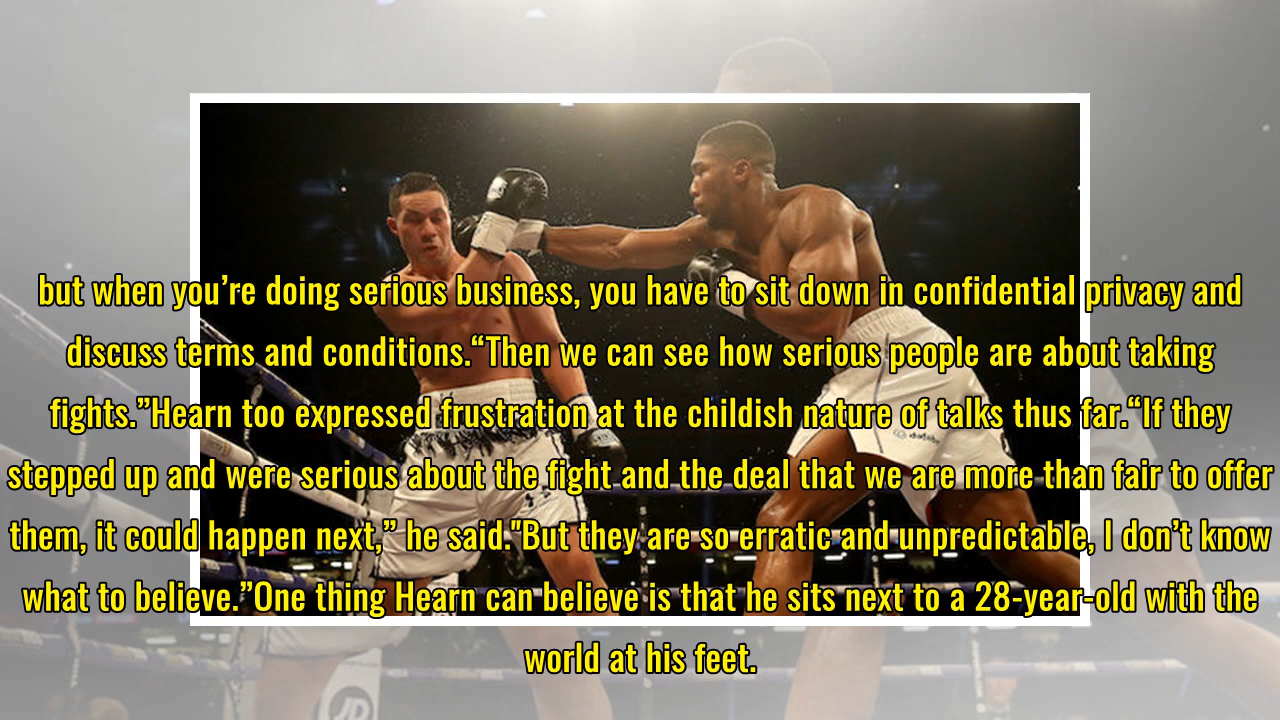 but when you’re doing serious business, you have to sit down in confidential privacy and
discuss terms and conditions.“Then we can see how serious people are about taking
fights.”Hearn too expressed frustration at the childish nature of talks thus far.“If they
stepped up and were serious about the fight and the deal that we are more than fair to offer
them, it could happen next,” he said."But they are so erratic and unpredictable, I don’t know
what to believe.”One thing Hearn can believe is that he sits next to a 28-year-old with the
world at his feet.
JD